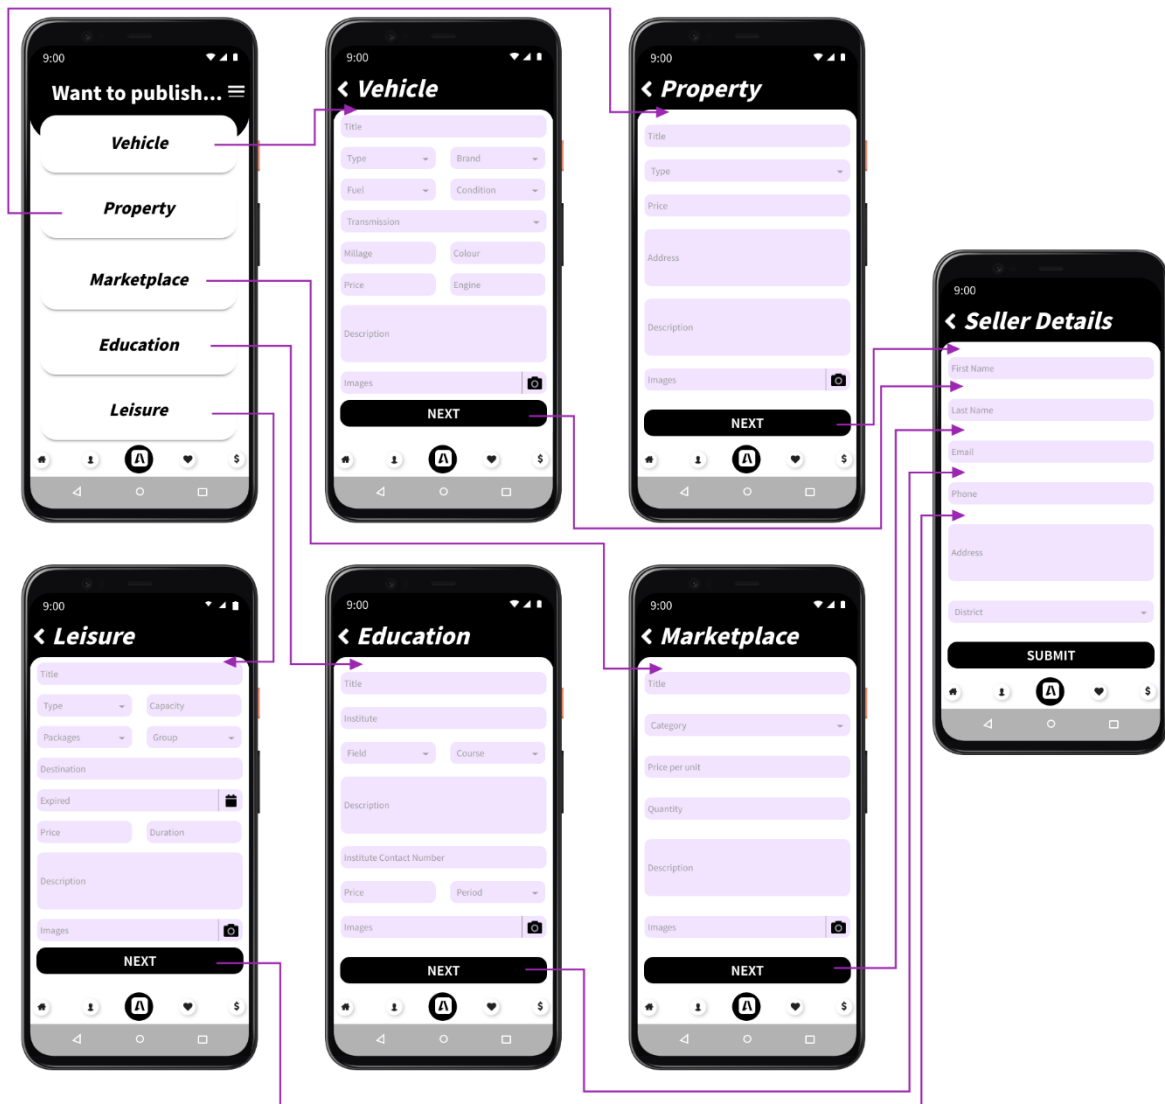 9:00
Want to publish...
Vehicle
Property
Marketplace
Education
Leisure
9:00
Vehicle
Title
Type
Brand
Fuel
Condition
Transmission
Millage
Colour
Price
Engine
Description
Images
NEXT
$
9:00
Property
Title
Type
Price
Address
Description
Images
NEXT
$
$
9:00
Seller Details
First Name
Last Name
Email
Phone
Address
District
SUBMIT
$
9:00
Leisure
Title
Type
Capacity
Packages
Group
Destination
Expired
Price
Duration
Description
Images
NEXT
$
9:00
Education
Title
Institute
Field
Course
Description
Institute Contact Number
Price
Period
Images
NEXT
$
9:00
Marketplace
Title
Category
Price per unit
Quantity
Description
Images
NEXT
$